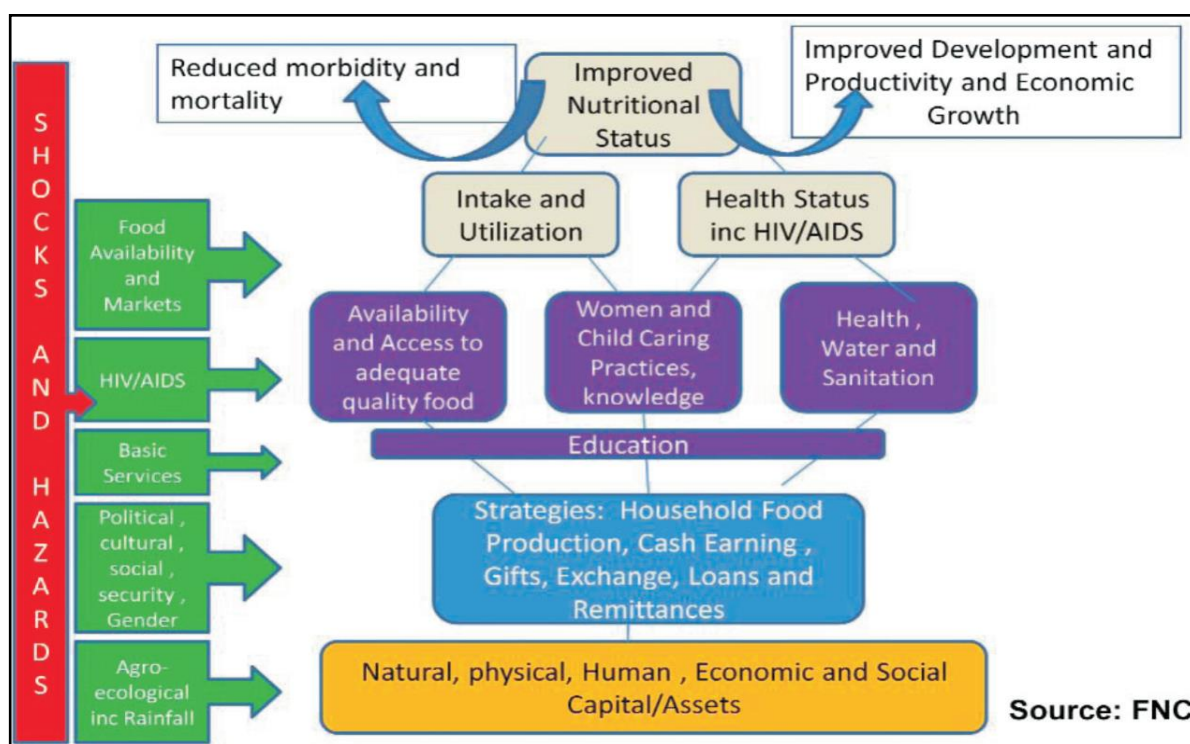 Reduced morbidity and
mortality
Improved
Nutritional
Status
Improved Development and
Productivity and Economic
Growth
SHOCKS AND HAZARDS
Intake and
Utilization
Health Status
inc HIV/AIDS
Food
Availability
and
Markets
Availability
and Access to
adequate
quality food
Women and
Child Caring
Practices,
knowledge
Health ,
Water and
Sanitation
HIV/AIDS
Education
Basic
Services
Strategies: Household Food
Production, Cash Earning ,
Gifts, Exchange, Loans and
Remittances
Political ,
cultural ,
social ,
security ,
Gender
Agro-
ecological
inc Rainfall
Natural, physical, Human , Economic and Social
Capital/Assets
Source: FNC